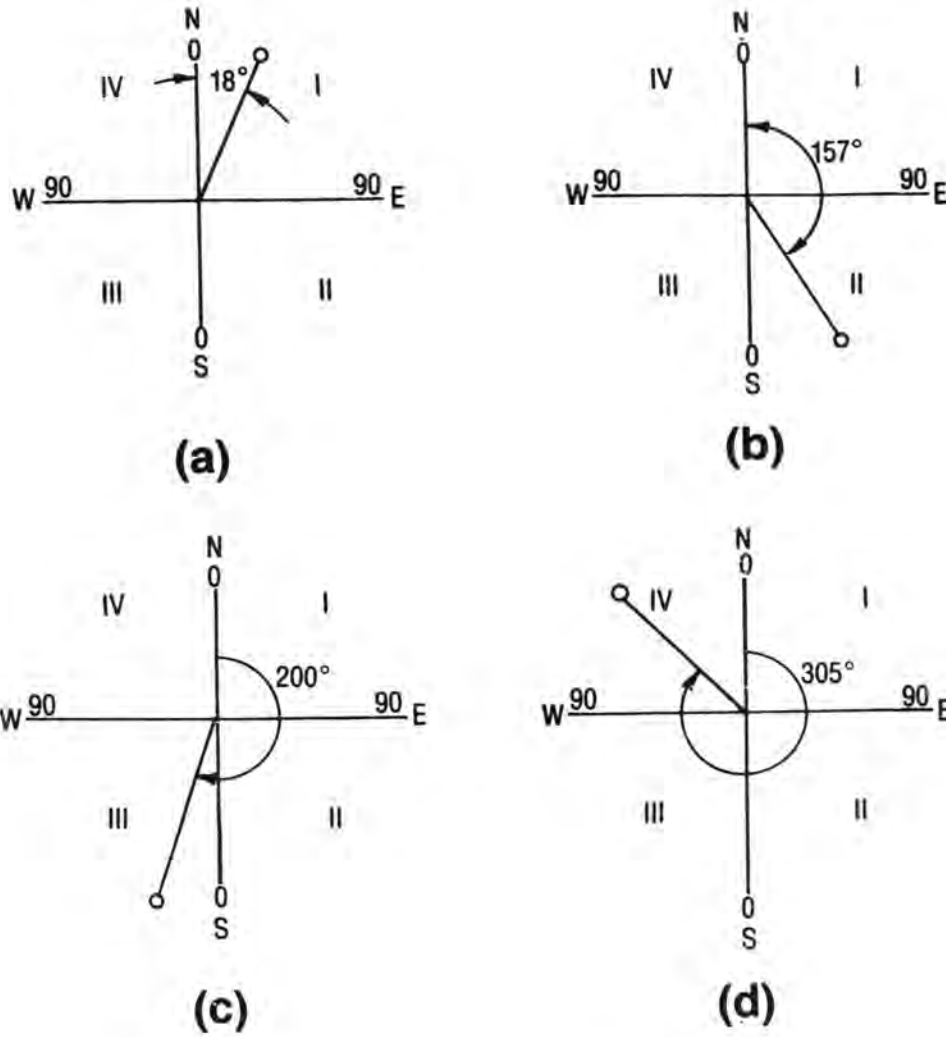 N
0
IV 18° I
W 90 90 E
III II
0
S
(a)
N
0
IV I
157°
W 90 90 E
III II
0
S
(b)
N
0
IV I
200°
W 90 90 E
III II
0
S
(c)
N
0
IV I
305°
W 90 90 E
III II
0
S
(d)